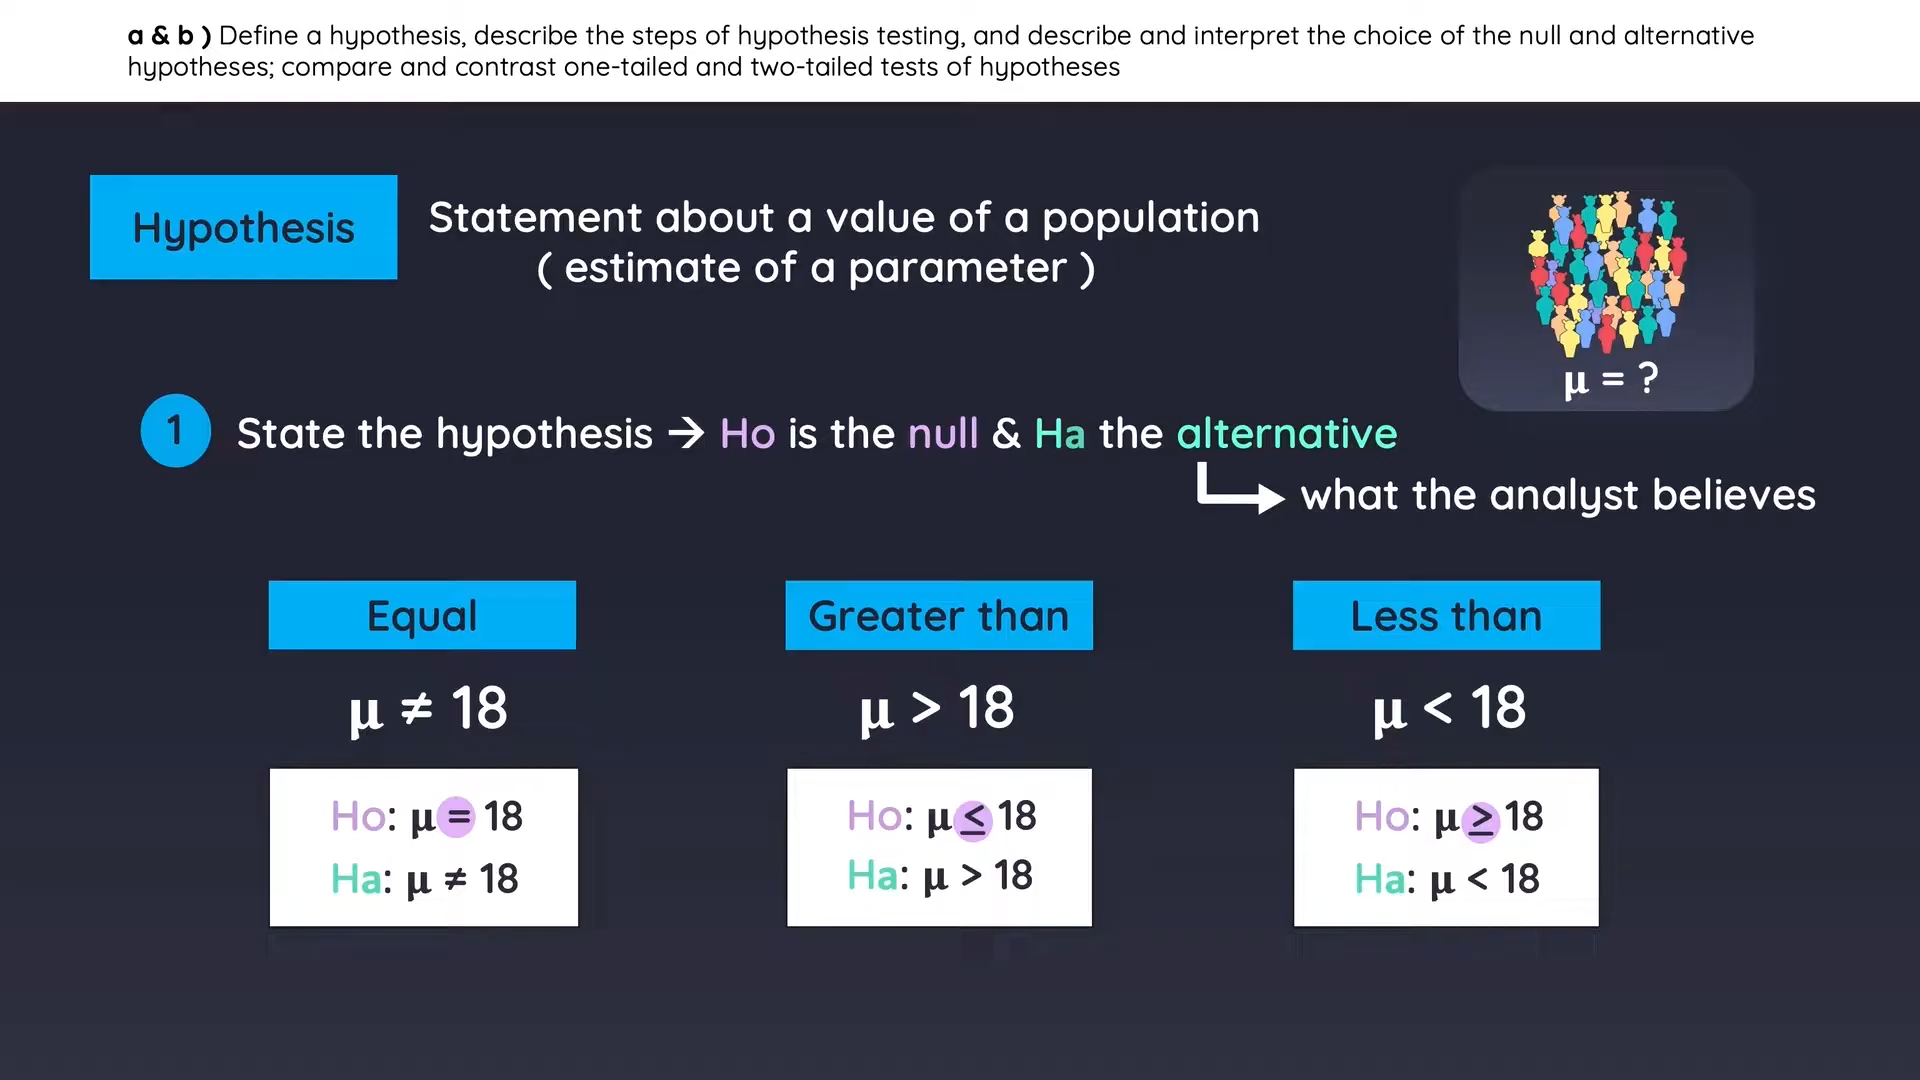 a & b ) Define a hypothesis, describe the steps of hypothesis testing, and describe and interpret the choice of the null and alternative
hypotheses; compare and contrast one-tailed and two-tailed tests of hypotheses
Hypothesis
Statement about a value of a population
( estimate of a parameter )
μ = ?
1 State the hypothesis → Ho is the null & Ha the alternative
what the analyst believes
Equal
Greater than
Less than
μ ≠ 18
μ > 18
μ < 18
Ho: μ = 18
Ha: μ ≠ 18
Ho: μ ≤ 18
Ha: μ > 18
Ho: μ ≥ 18
Ha: μ < 18